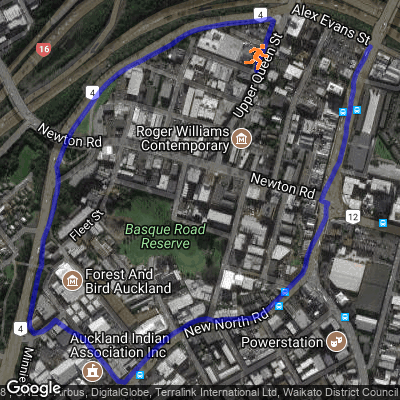 4
Alex Evans St
16
Upper Queen St
4
Newton Rd
Roger Williams
Contemporary
Newton Rd
Fleet St
12
Basque Road
Reserve
Forest And
Bird Auckland
4
New North Rd
Minnie
Auckland Indian
Association Inc
Powerstation
Google
urbus, DigitalGlobe, Terralink International Ltd, Waikato District Council